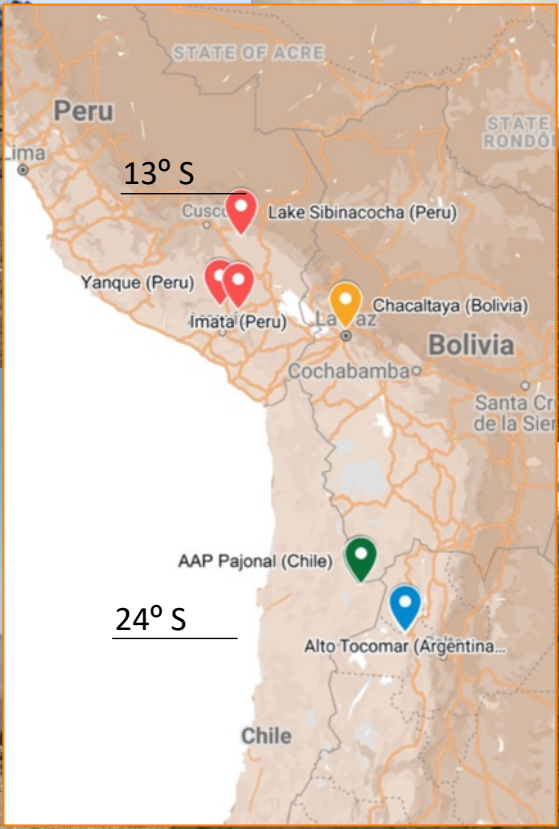 STATE OF ACRE
Peru
STATE
RONDÔ
Lima
13º S
Cusco
Lake Sibinacocha (Peru)
Yanque (Peru)
Imata (Peru)
Chacaltaya (Bolivia)
La Paz
Bolivia
Cochabamba
Santa Cr
de la Sier
AAP Pajonal (Chile)
24º S
Alto Tocomar (Argentina...
Chile